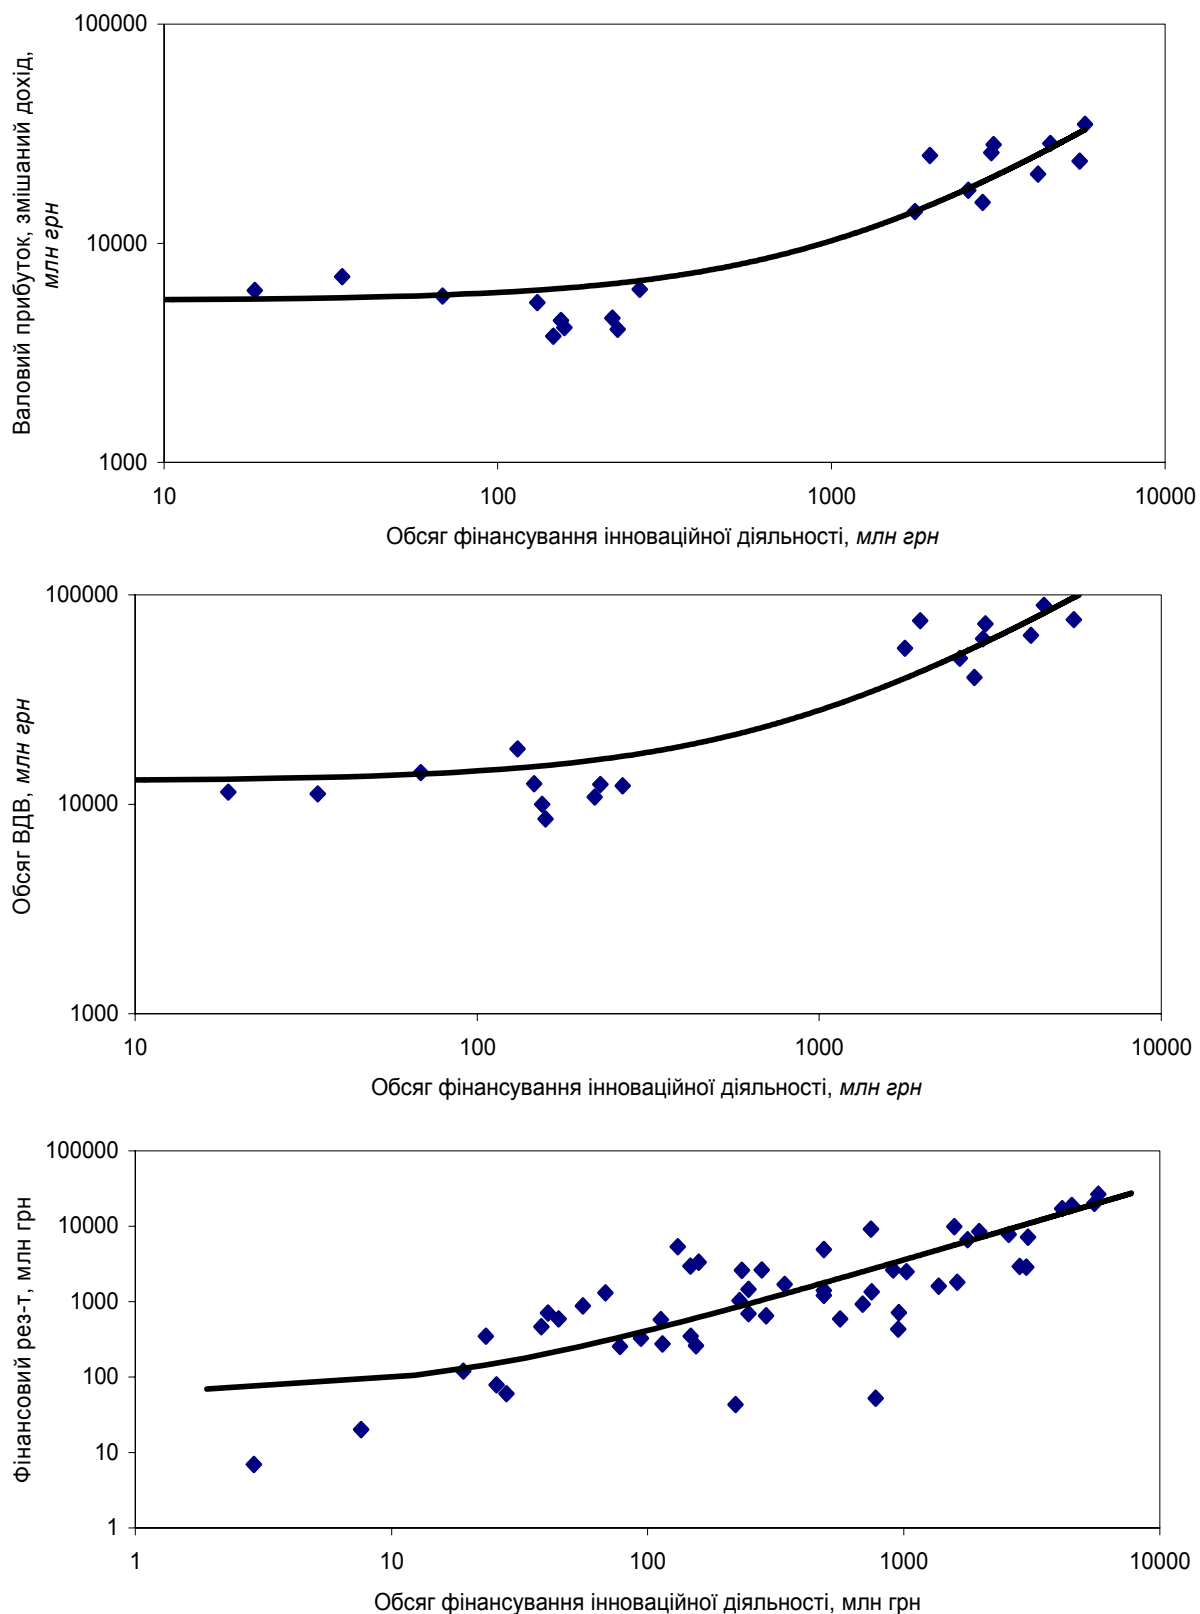 100000
10000
1000
Валовий прибуток, змішаний дохід,
млн грн
10 100 1000 10000
Обсяг фінансування інноваційної діяльності, млн грн
100000
10000
1000
Обсяг ВДВ, млн грн
10 100 1000 10000
Обсяг фінансування інноваційної діяльності, млн грн
100000
10000
1000
100
10
1
Фінансовий рез-т, млн грн
1 10 100 1000 10000
Обсяг фінансування інноваційної діяльності, млн грн